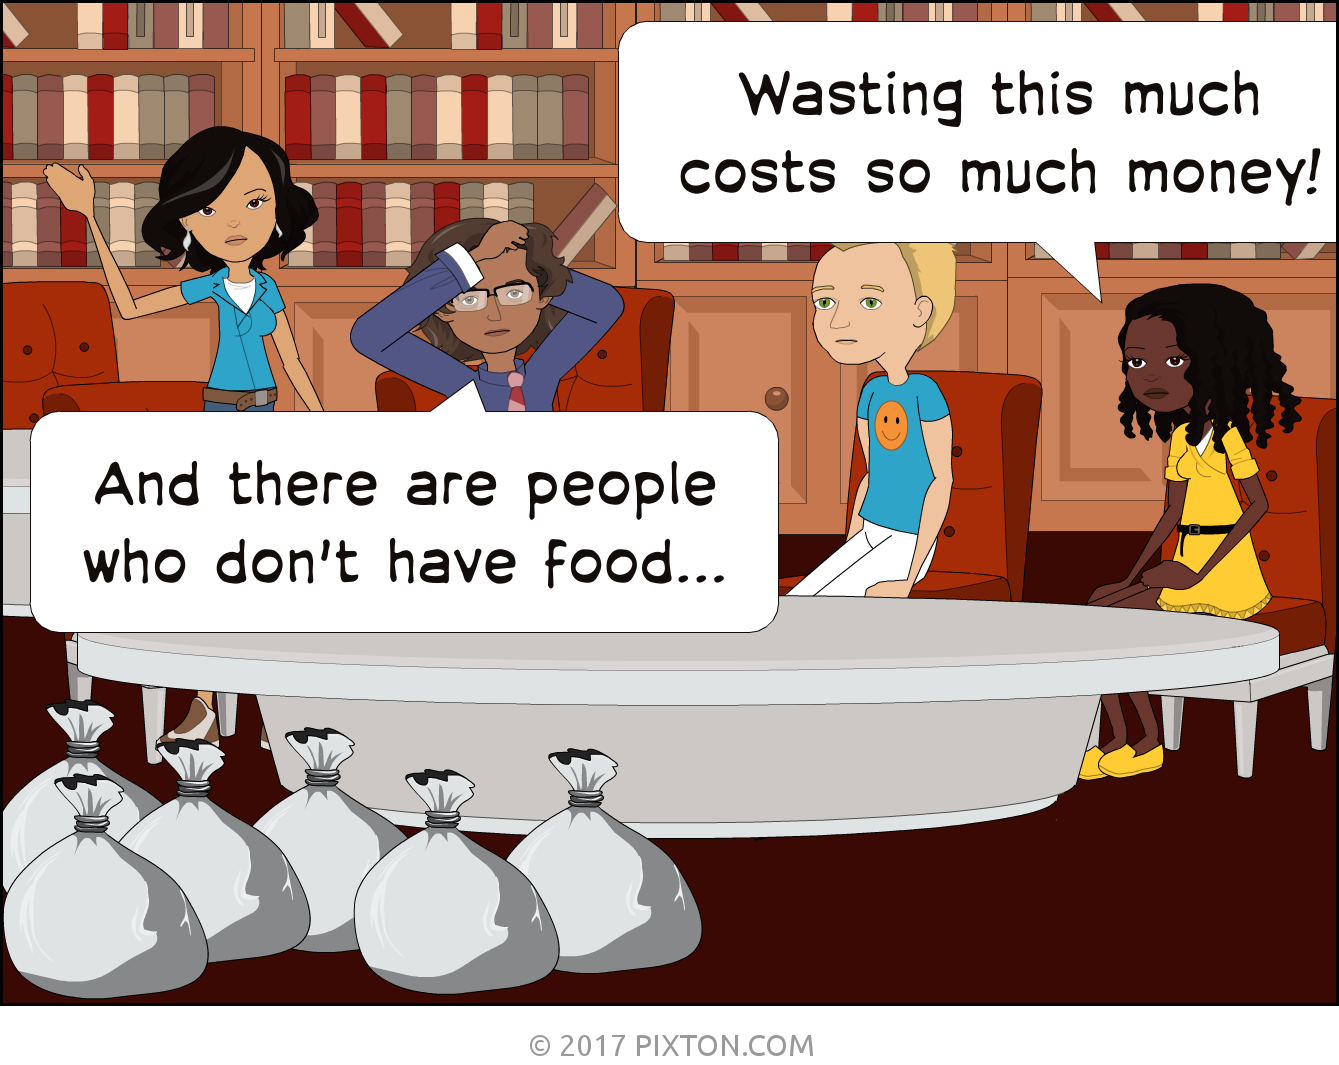 Wasting this much
costs so much money!
And there are people
who don't have food...
© 2017 PIXTON.COM